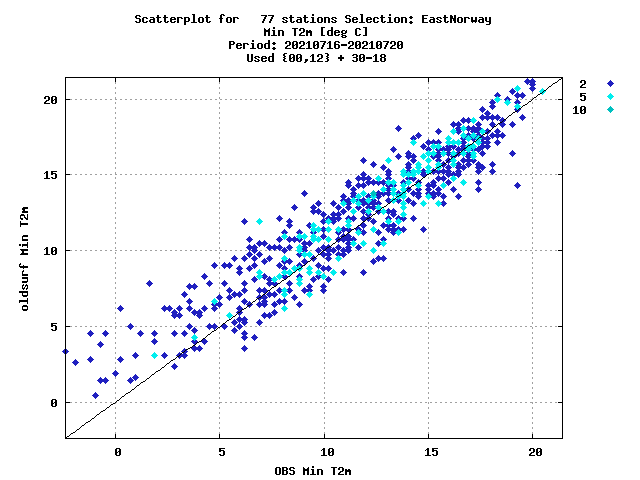 Scatterplot for   77 stations Selection: EastNorway
Min T2m [deg C]
Period: 20210716-20210720
Used {00,12} + 30-18
2
5
10
20
15
10
5
0
oldsurf Min T2m
0 5 10 15 20
OBS Min T2m